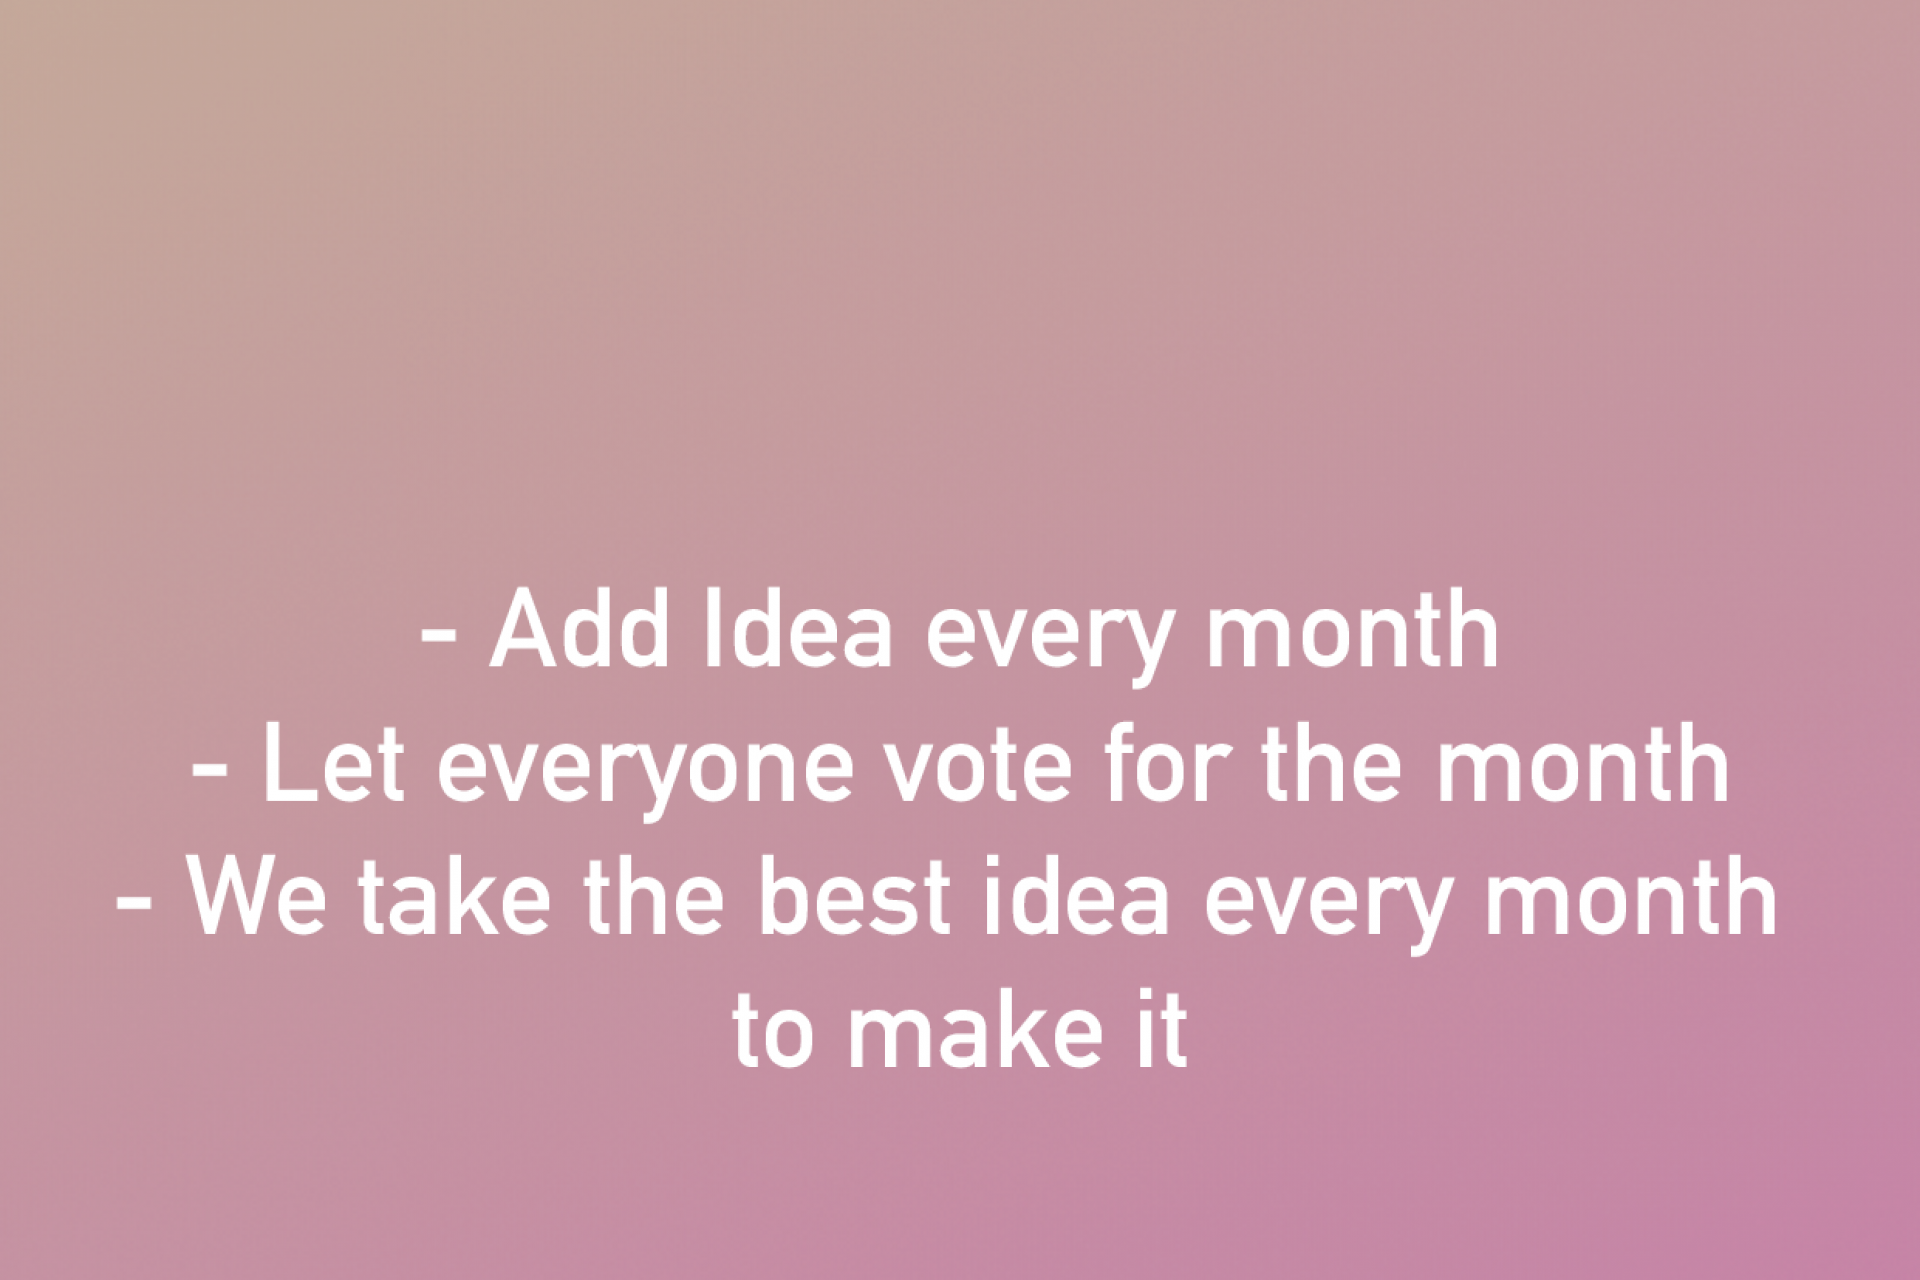 - Add Idea every month
- Let everyone vote for the month
- We take the best idea every month
to make it